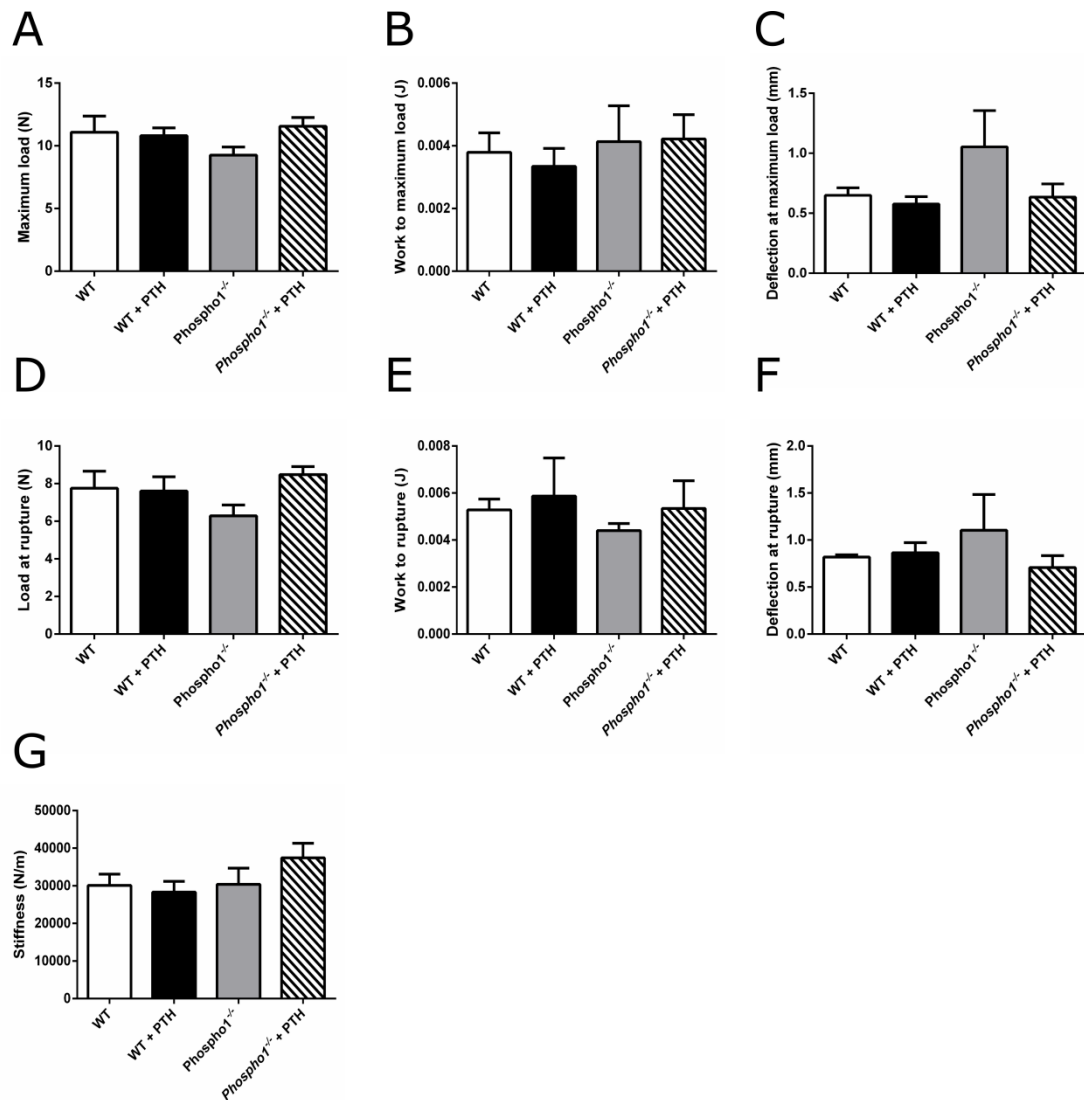 A
Maximum load (N)
15
10
5
0
WT
WT + PTH
Phospho1-/-
Phospho1-/- + PTH
B
Work to maximum load (J)
0.006
0.004
0.002
0.000
WT
WT + PTH
Phospho1-/-
Phospho1-/- + PTH
C
Deflection at maximum load (mm)
1.5
1.0
0.5
0.0
WT
WT + PTH
Phospho1-/-
Phospho1-/- + PTH
D
Load at rupture (N)
10
8
6
4
2
0
WT
WT + PTH
Phospho1-/-
Phospho1-/- + PTH
E
Work to rupture (J)
0.008
0.006
0.004
0.002
0.000
WT
WT + PTH
Phospho1-/-
Phospho1-/- + PTH
F
Deflection at rupture (mm)
2.0
1.5
1.0
0.5
0.0
WT
WT + PTH
Phospho1-/-
Phospho1-/- + PTH
G
Stiffness (N/m)
50000
40000
30000
20000
10000
0
WT
WT + PTH
Phospho1-/-
Phospho1-/- + PTH